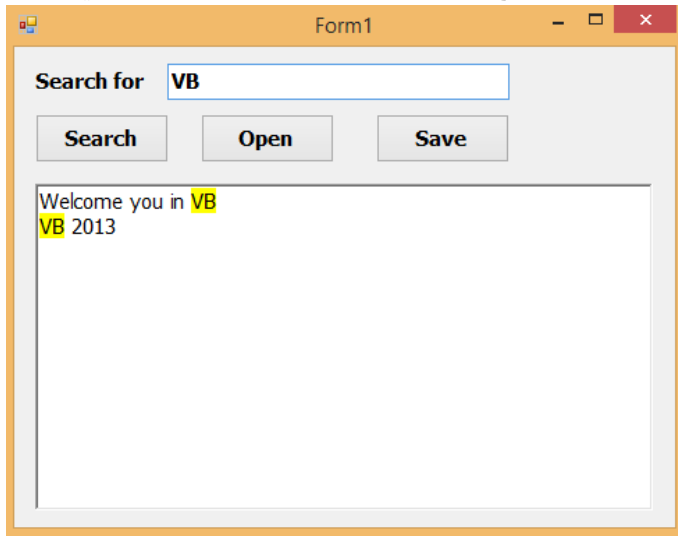 Form1
Search for VB
Search Open Save
Welcome you in VB
VB 2013